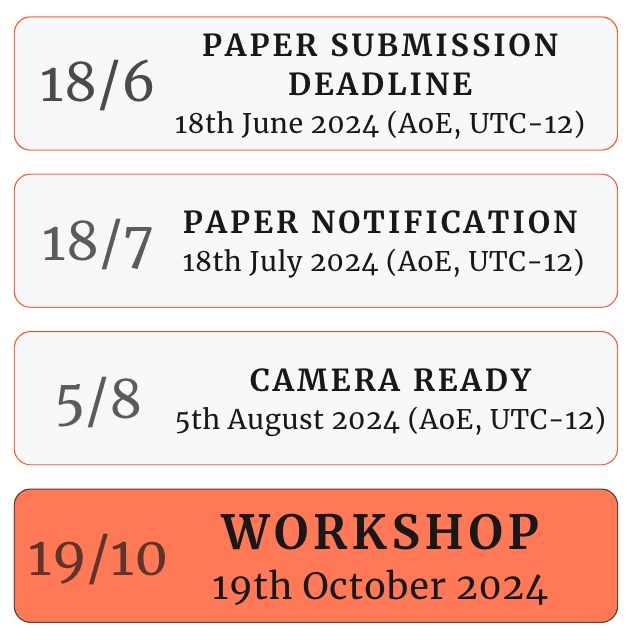 18/6
PAPER SUBMISSION
DEADLINE
18th June 2024 (AoE, UTC-12)
18/7
PAPER NOTIFICATION
18th July 2024 (AoE, UTC-12)
5/8
CAMERA READY
5th August 2024 (AoE, UTC-12)
19/10
WORKSHOP
19th October 2024